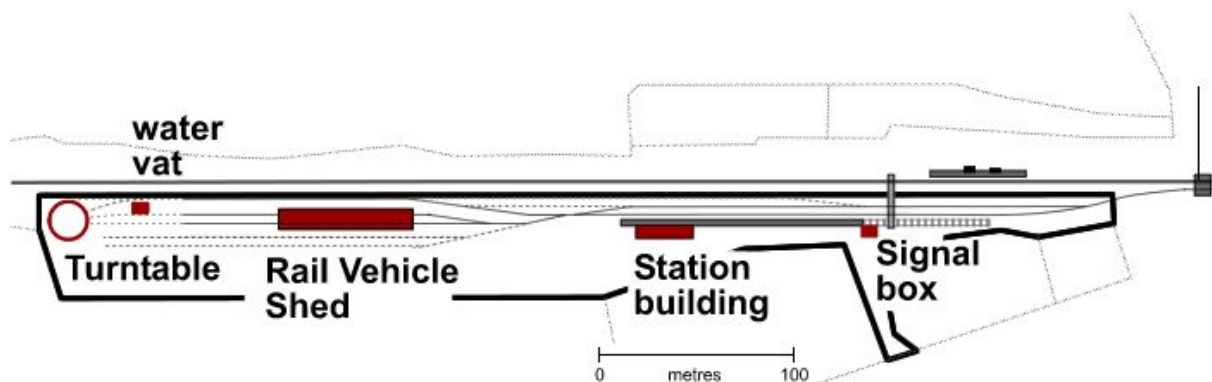 water
vat
Turntable
Rail Vehicle
Shed
Station
building
Signal
box
0 metres 100